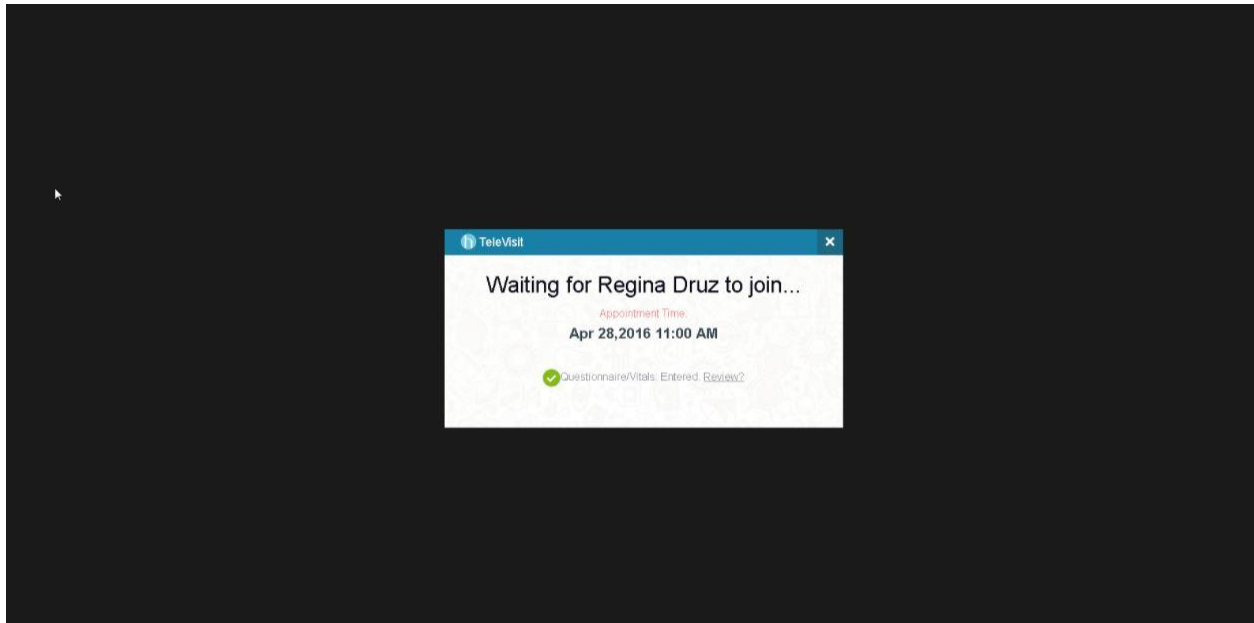 TeleVisit
Waiting for Regina Druz to join...
Appointment Time:
Apr 28,2016 11:00 AM
Questionnaire/Vitals: Entered. Review?